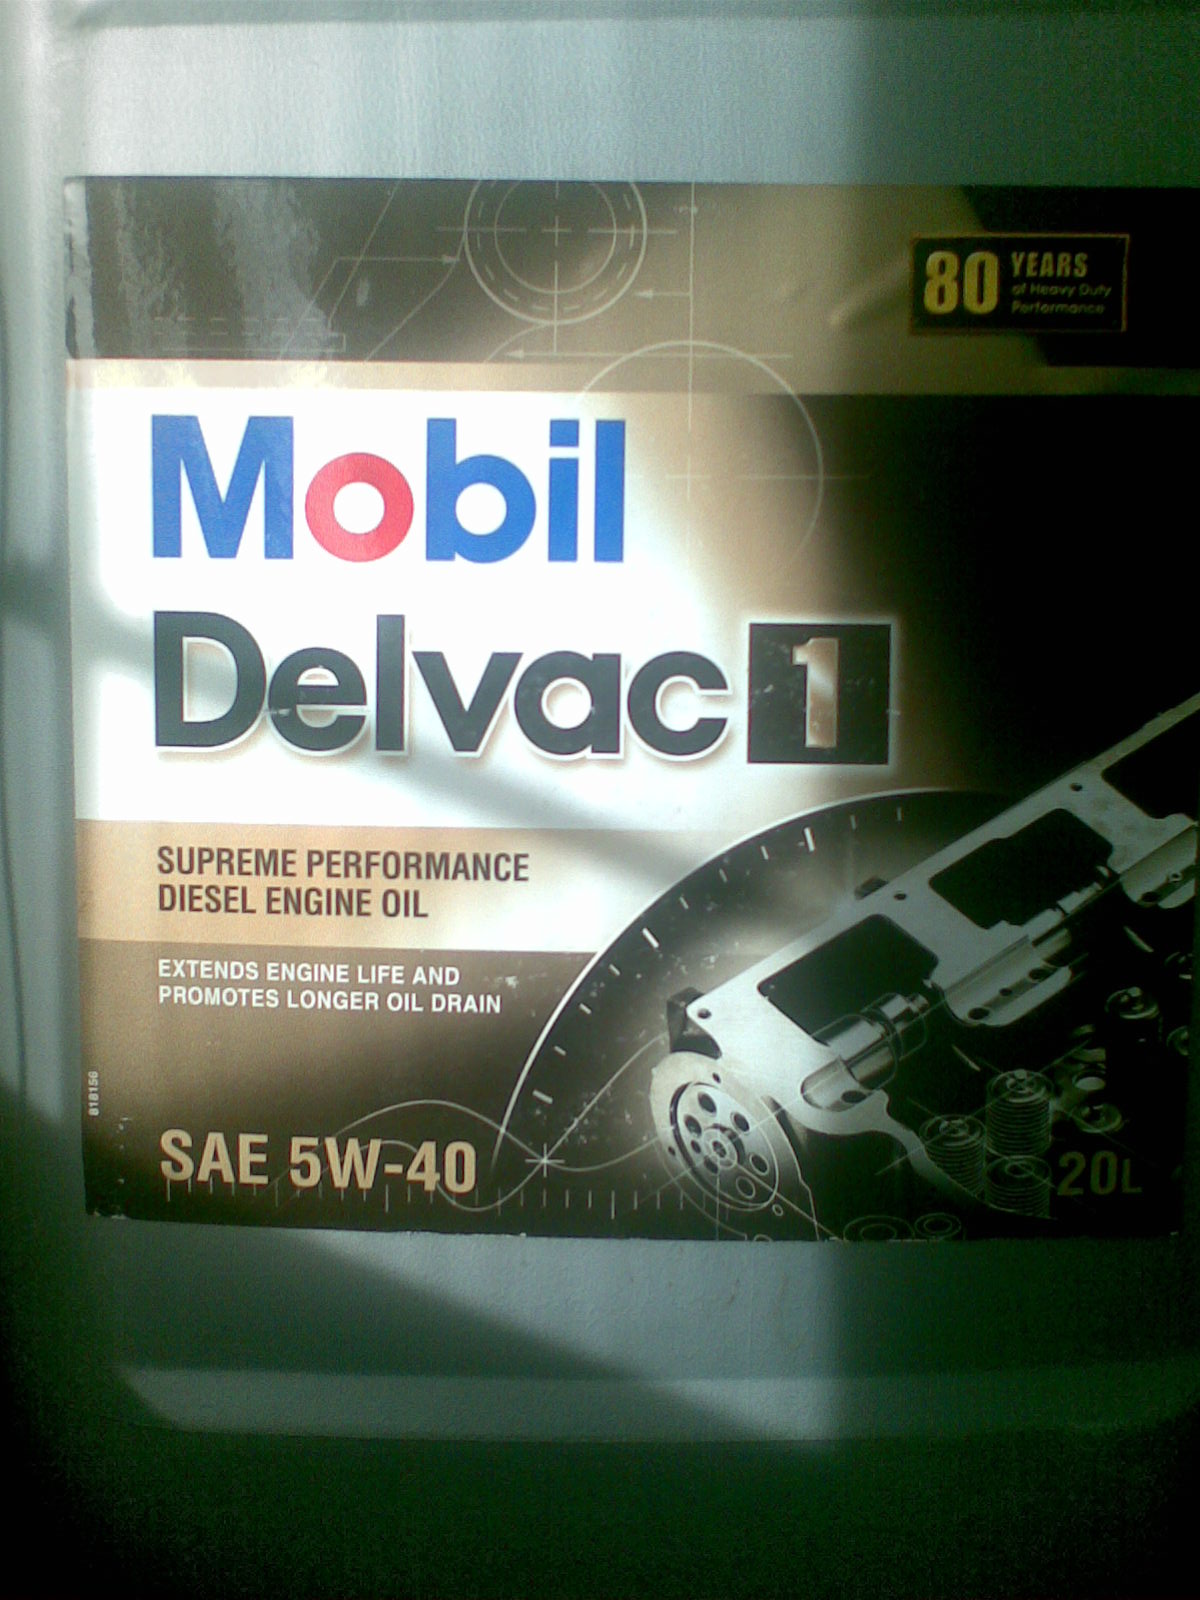 80 YEARS
of Heavy Duty
Performance
Mobil
Delvac 1
SUPREME PERFORMANCE
DIESEL ENGINE OIL
EXTENDS ENGINE LIFE AND
PROMOTES LONGER OIL DRAIN
818156
SAE 5W-40
20L